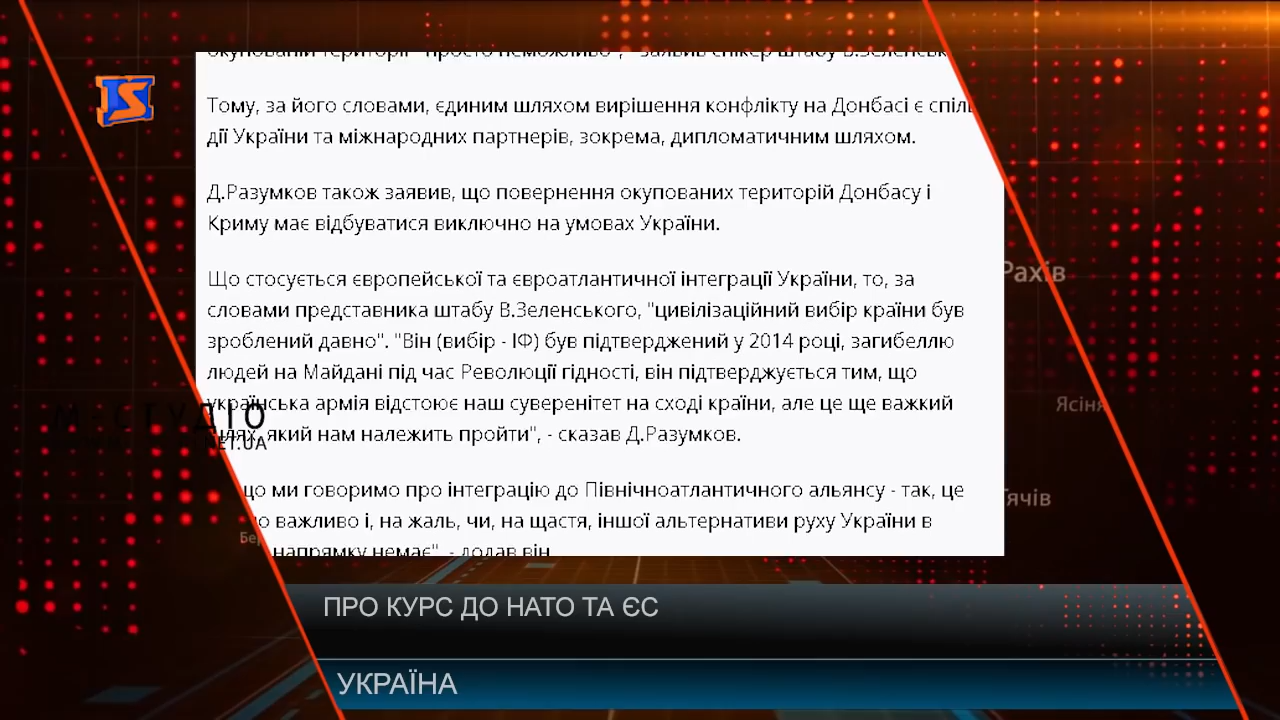 Тому, за його словами, єдиним шляхом вирішення конфлікту на Донбасі є
дії України та міжнародних партнерів, зокрема, дипломатичним шляхом.
Д.Разумков також заявив, що повернення окупованих територій Донбасу і
Криму має відбуватися виключно на умовах України.
Що стосується європейської та євроатлантичної інтеграції України, то, за
словами представника штабу В.Зеленського, "цивілізаційний вибір країни був
зроблений давно". "Він (вибір - ІФ) був підтверджений у 2014 році, загибеллю
людей на Майдані під час Революції гідності, він підтверджується тим, що
українська армія відстоює наш суверенітет на сході країни, але це ще важкий
шлях, який нам належить пройти", - сказав Д.Разумков.
ми говоримо про інтеграцію до Північноатлантичного альянсу - так, це
важливо і, на жаль, чи, на щастя, іншої альтернативи руху України в
напрямку немає", - додав він
М-СТУДІО
Рахів
Ясіня
ПРО КУРС ДО НАТО ТА ЄС
УКРАЇНА